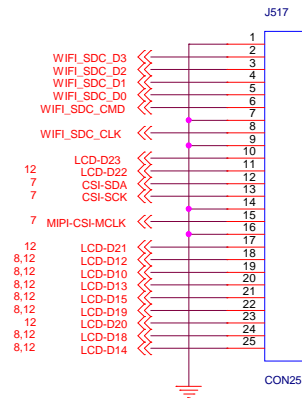 J517
1
WIFI_SDC_D3 2
WIFI_SDC_D2 3
WIFI_SDC_D1 4
WIFI_SDC_D0 5
WIFI_SDC_CMD 6
7
WIFI_SDC_CLK 8
9
LCD-D23 10
12 LCD-D22 11
7 CSI-SDA 12
7 CSI-SCK 13
14
7 MIPI-CSI-MCLK 15
16
12 LCD-D21 17
8,12 LCD-D12 18
8,12 LCD-D10 19
8,12 LCD-D13 20
8,12 LCD-D15 21
8,12 LCD-D19 22
12 LCD-D20 23
8,12 LCD-D18 24
8,12 LCD-D14 25
CON25